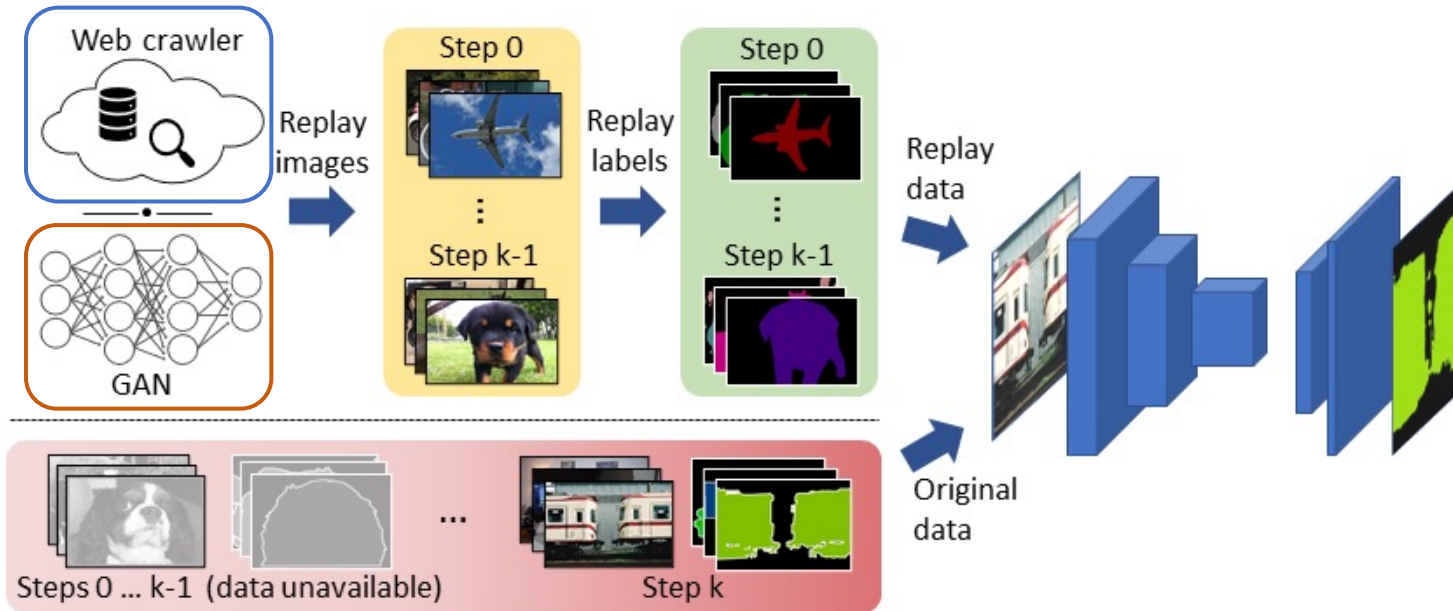 Web crawler
GAN
Replay
images
Step 0
⋮
Step k-1
Replay
labels
Step 0
⋮
Step k-1
Replay
data
Original
data
Steps 0 ... k-1 (data unavailable)
...
Step k